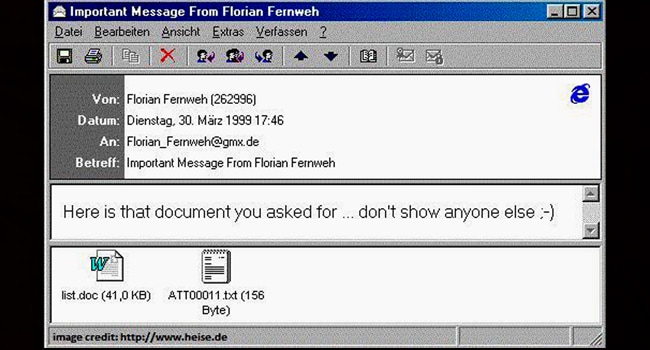 Important Message From Florian Fernweh
Datei Bearbeiten Ansicht Extras Verfassen ?
Von: Florian Fernweh (262996)
Datum: Dienstag, 30. März 1999 17:46
An: Florian_Fernweh@gmx.de
Betreff: Important Message From Florian Fernweh
Here is that document you asked for ... don't show anyone else ;-)
list.doc (41,0 KB) ATT00011.txt (156
Byte)
image credit: http://www.heise.de